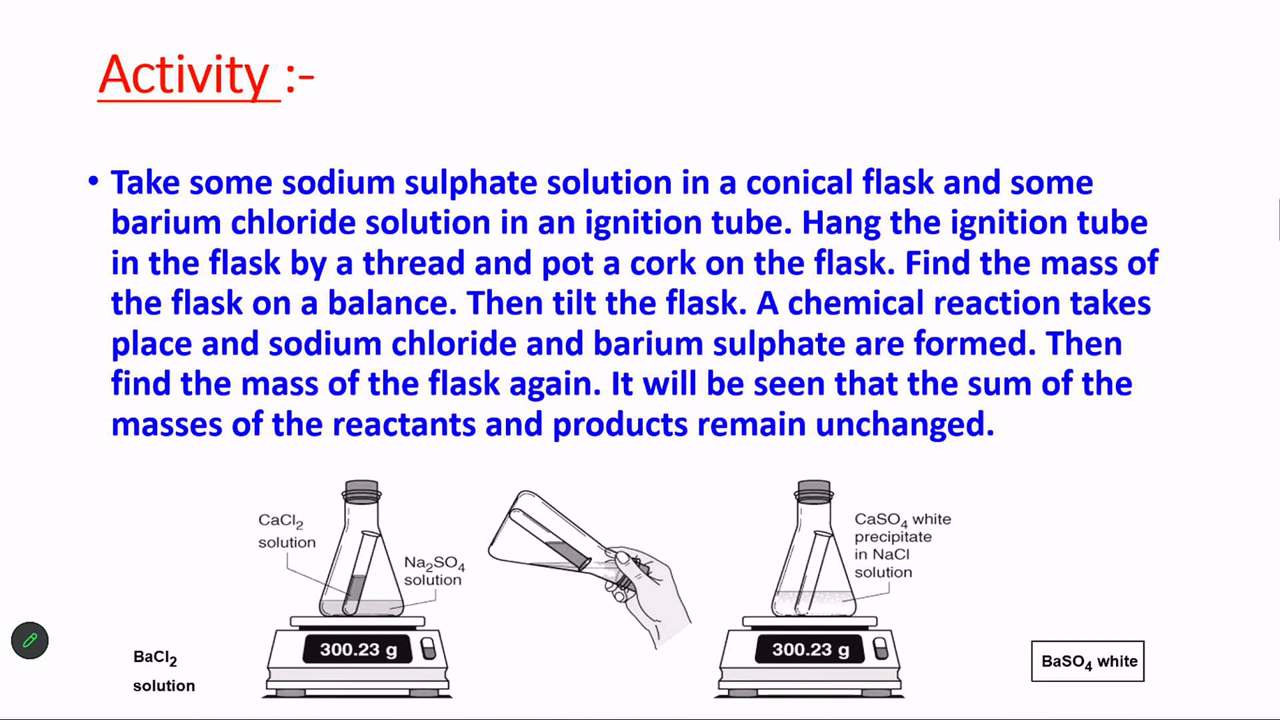 Activity :-
• Take some sodium sulphate solution in a conical flask and some
barium chloride solution in an ignition tube. Hang the ignition tube
in the flask by a thread and pot a cork on the flask. Find the mass of
the flask on a balance. Then tilt the flask. A chemical reaction takes
place and sodium chloride and barium sulphate are formed. Then
find the mass of the flask again. It will be seen that the sum of the
masses of the reactants and products remain unchanged.
CaCl₂
solution
Na₂SO₄
solution
300.23 g
BaCl₂
solution
CaSO₄ white
precipitate
in NaCl
solution
300.23 g
BaSO₄ white